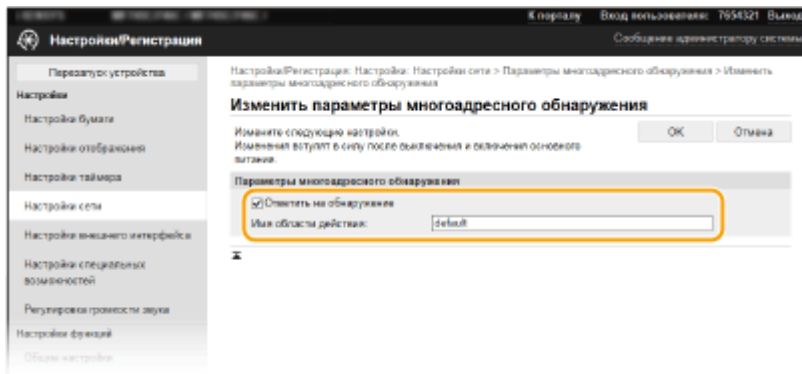 К порталу Вход пользователя: 7654321 Выход
Настройки/Регистрация
Сообщение администратору системы
Перезапуск устройства
Настройки
Настройки бумаги
Настройки отображения
Настройки таймера
Настройки сети
Настройки внешнего интерфейса
Настройки специальных
возможностей
Регулировка громкости звука
Настройки функций
Общие настройки
Настройки/Регистрация: Настройки: Настройки сети > Параметры многоадресного обнаружения > Изменить
параметры многоадресного обнаружения
Изменить параметры многоадресного обнаружения
Измените следующие настройки.
Изменения вступят в силу после выключения и включения основного
питания.
OK Отмена
Параметры многоадресного обнаружения
Ответить на обнаружение
Имя области действия: default